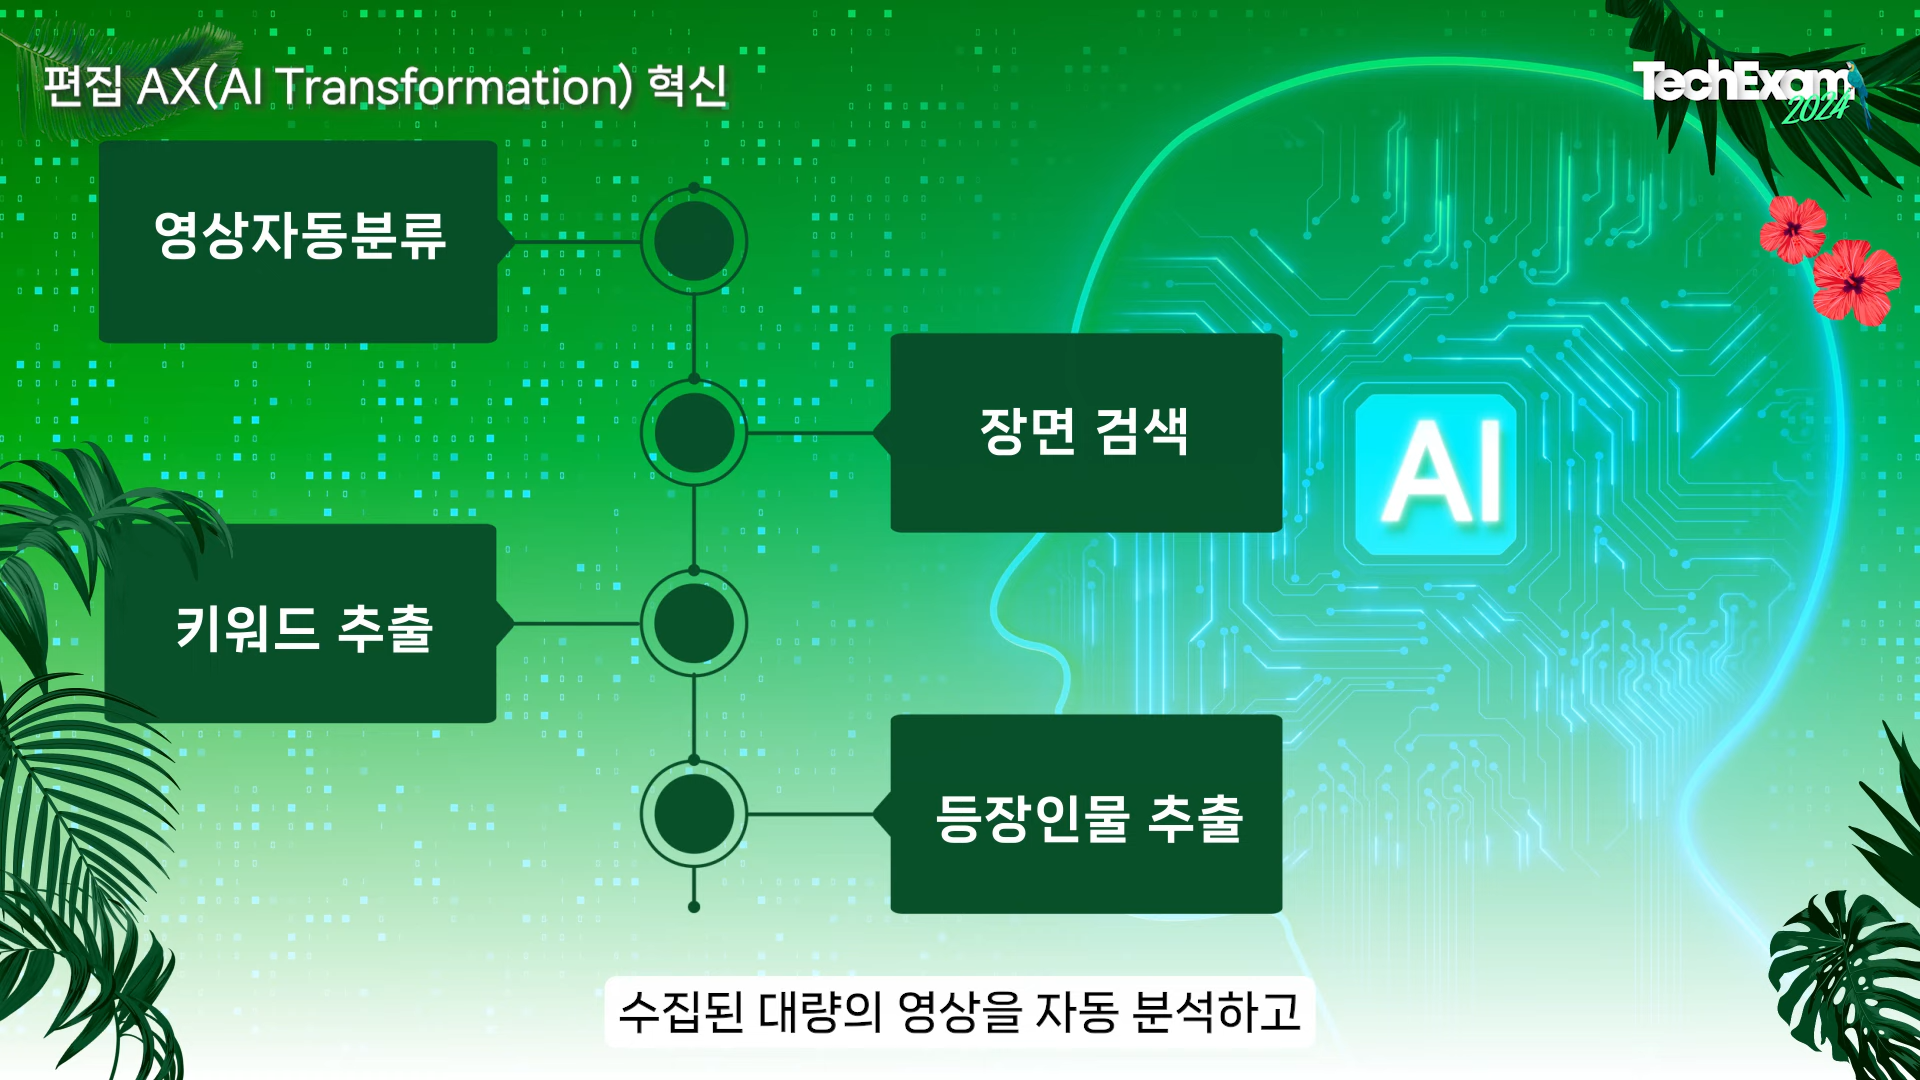 편집 AX(AI Transformation) 혁신
TechExam
2024
영상자동분류
장면 검색
AI
키워드 추출
등장인물 추출
수집된 대량의 영상을 자동 분석하고